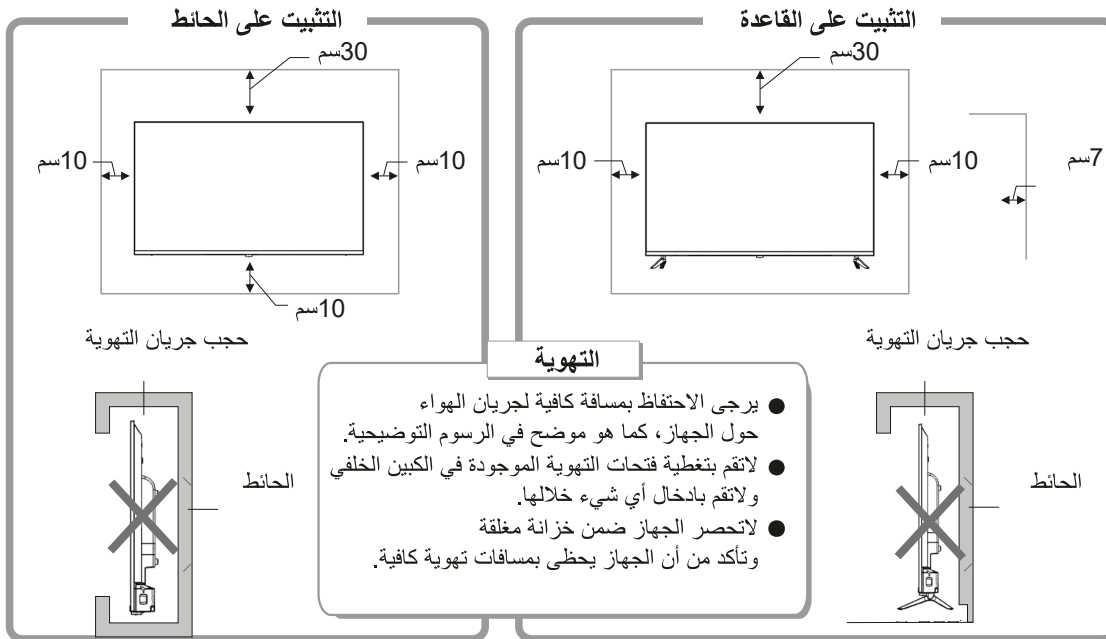 التثبيت على القاعدة
30سم
10سم
10سم
7سم
حجب جريان التهوية
الحائط
التثبيت على الحائط
30سم
10سم
10سم
10سم
حجب جريان التهوية
الحائط
التهوية
● يرجى الاحتفاظ بمسافة كافية لجريان الهواء
حول الجهاز، كما هو موضح في الرسوم التوضيحية.
● لاتقم بتغطية فتحات التهوية الموجودة في الكبين الخلفي
ولاتقم بادخال أي شيء خلالها.
● لاتحصر الجهاز ضمن خزانة مغلقة
وتأكد من أن الجهاز يحظى بمسافات تهوية كافية.